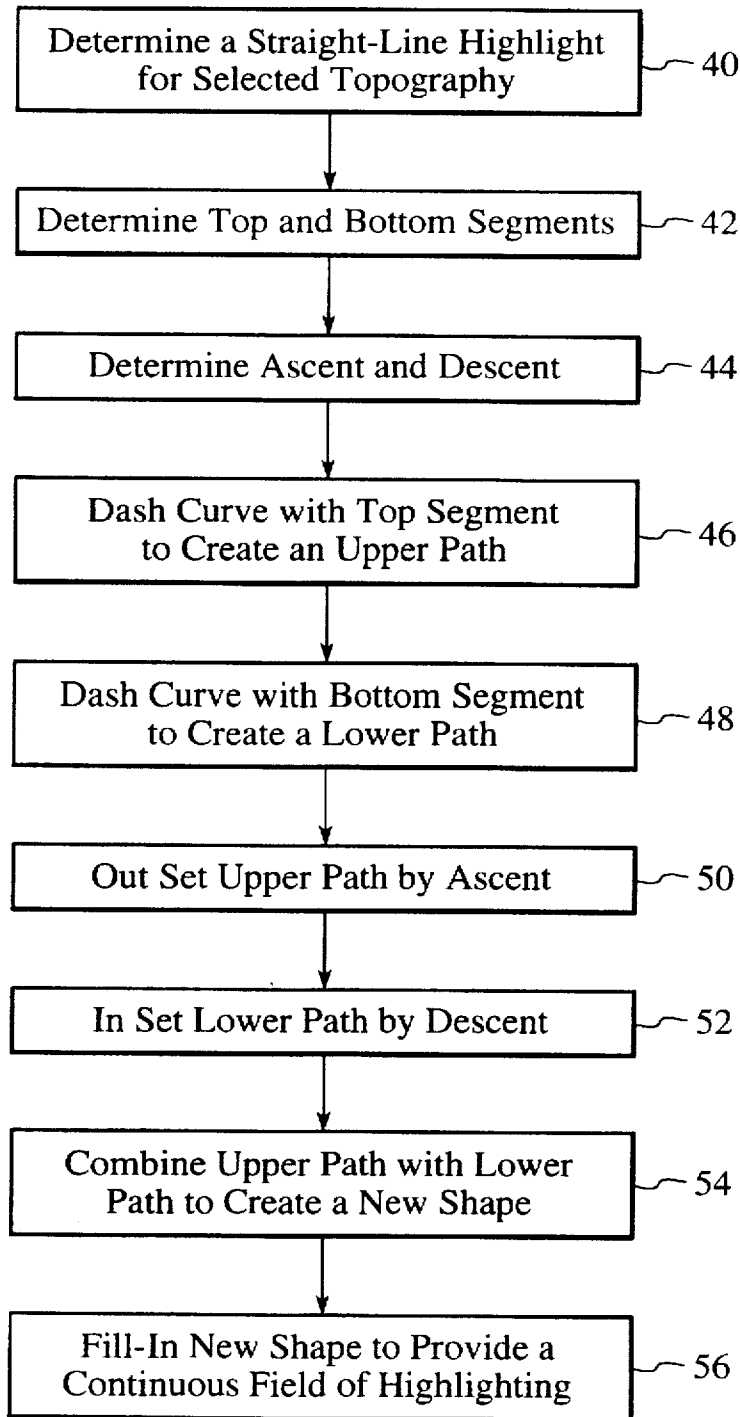 Determine a Straight-Line Highlight
for Selected Topography
40
Determine Top and Bottom Segments
42
Determine Ascent and Descent
44
Dash Curve with Top Segment
to Create an Upper Path
46
Dash Curve with Bottom Segment
to Create a Lower Path
48
Out Set Upper Path by Ascent
50
In Set Lower Path by Descent
52
Combine Upper Path with Lower
Path to Create a New Shape
54
Fill-In New Shape to Provide a
Continuous Field of Highlighting
56